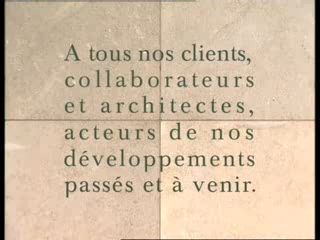 A tous nos clients,
collaborateurs
et architectes,
acteurs de nos
développements
passés et à venir.